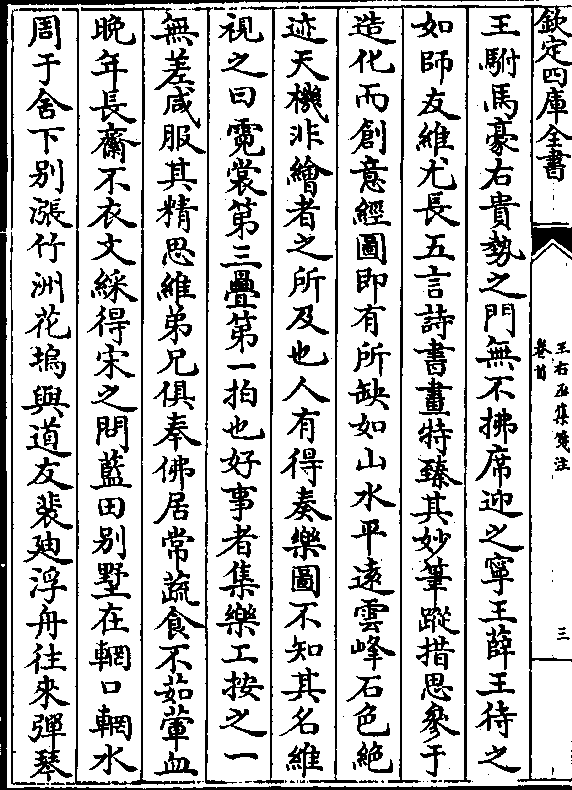 欽定四庫全書
王右丞集箋注
卷首
三
王駙馬豪右貴勢之門無不拂席迎之寧王薛王待之
如師友維尤長五言詩書畫特臻其妙筆蹤措思參于
造化而創意經圖即有所缺如山水平遠雲峰石色絶
迹天機非繪者之所及也人有得奏樂圖不知其名維
視之曰霓裳第三疊第一拍也好事者集樂工按之一
無差咸服其精思維弟兄俱奉佛居常蔬食不茹葷血
晚年長齋不衣文綵得宋之問藍田别墅在輞口輞水
周于舍下别漲竹洲花塢與道友裴廸浮舟往來彈琴